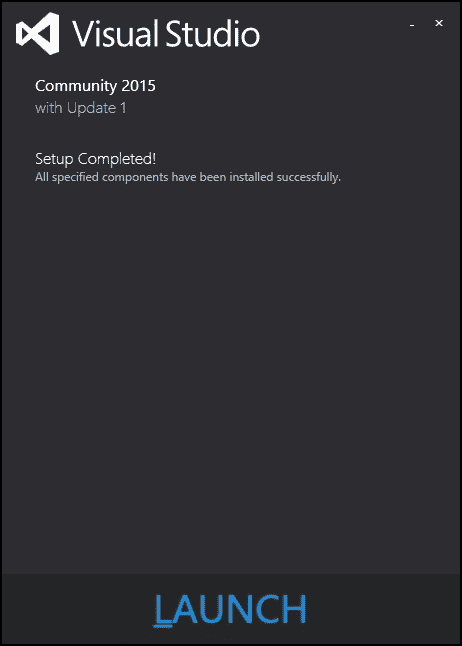 Visual Studio
Community 2015
with Update 1
Setup Completed!
All specified components have been installed successfully.
LAUNCH